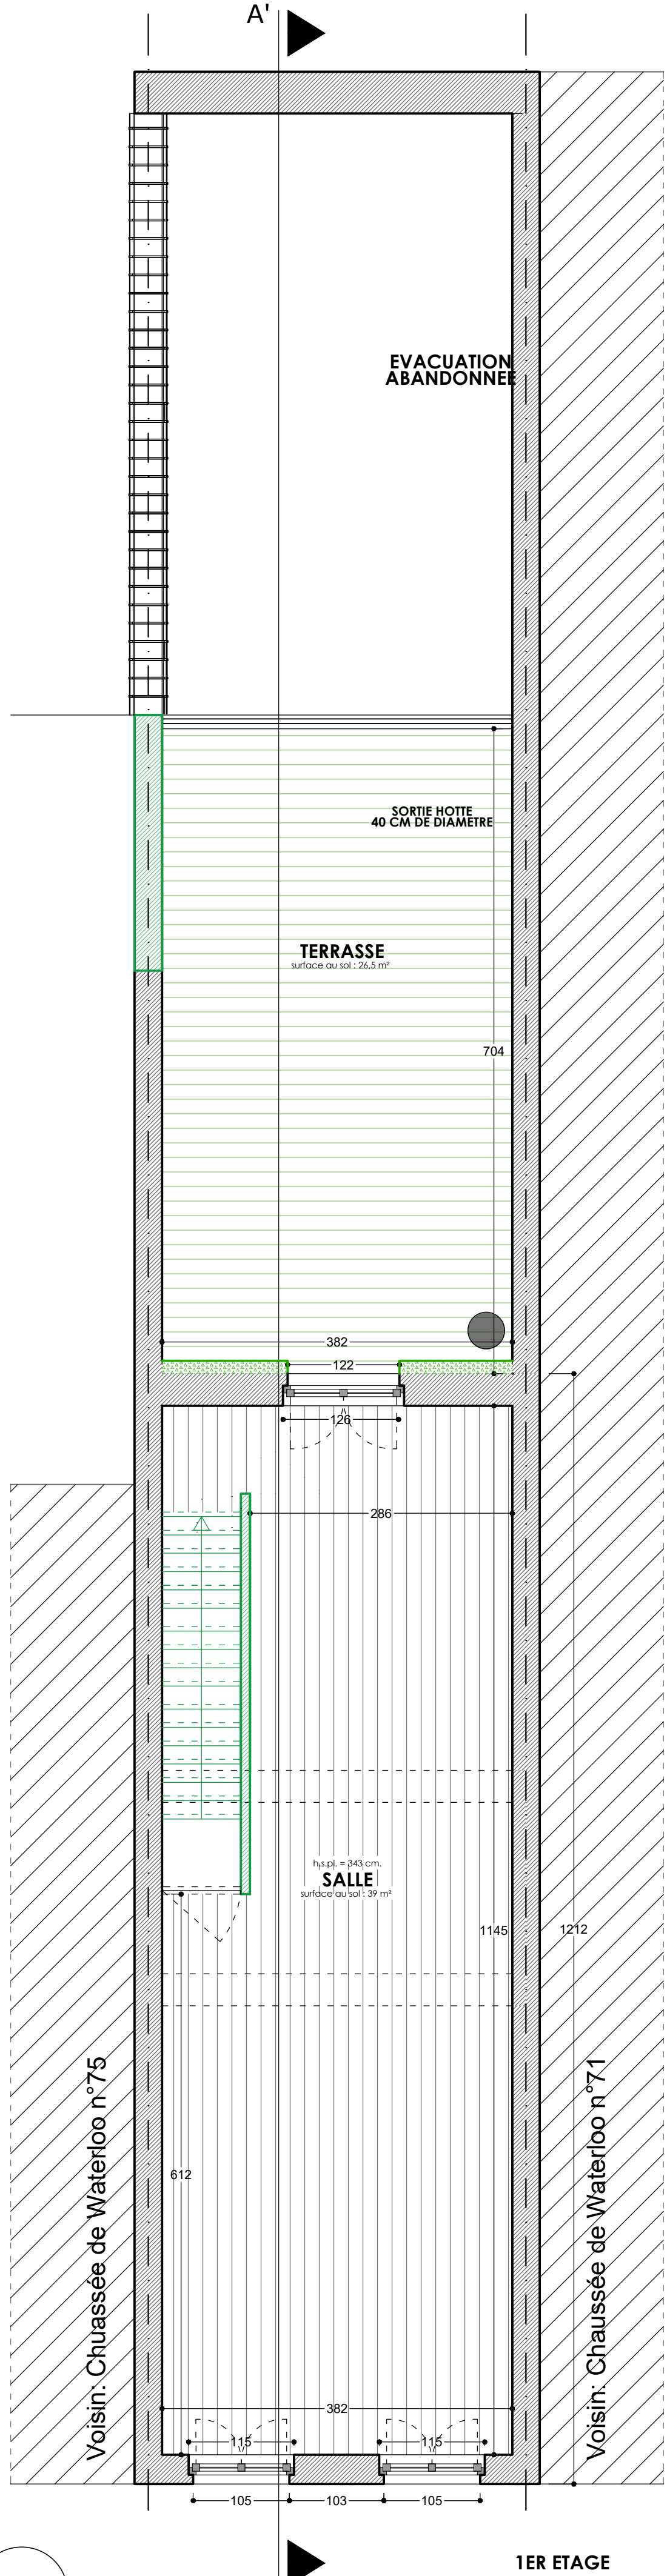 A'
EVACUATION
ABANDONNEE
SORTIE HOTTE
40 CM DE DIAMETRE
TERRASSE
surface au sol : 26,5 m²
704
382
122
126
286
h.s.pl. = 343 cm.
SALLE
surface au sol : 39 m²
1145
1212
Voisin: Chuassée de Waterloo n°75
Voisin: Chaussée de Waterloo n°71
612
382
115
115
105
103
105
1ER ETAGE